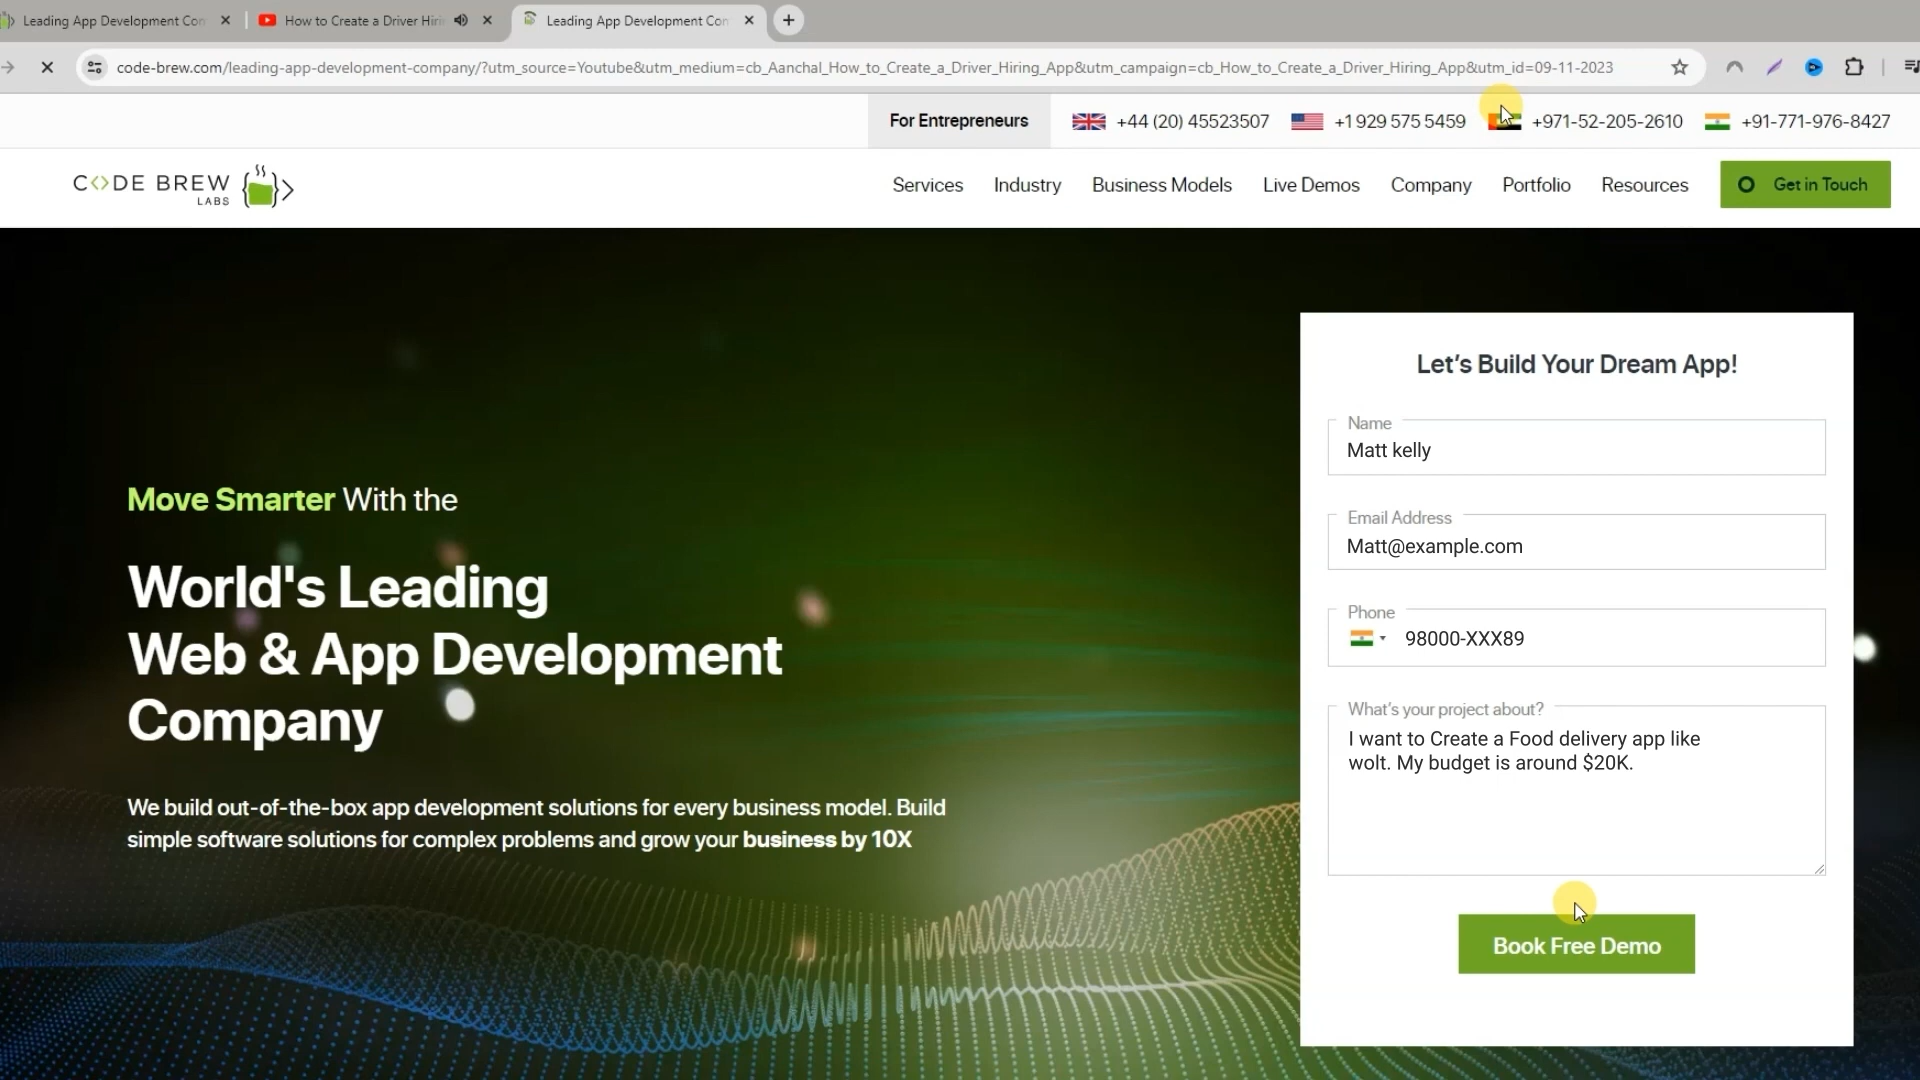 Leading App Development Con
How to Create a Driver Hirin
Leading App Development Con
code-brew.com/leading-app-development-company/?utm_source=Youtube&utm_medium=cb_Aanchal_How_to_Create_a_Driver_Hiring_App&utm_campaign=cb_How_to_Create_a_Driver_Hiring_App&utm_id=09-11-2023
For Entrepreneurs
+44 (20) 45523507
+1 929 575 5459
+971-52-205-2610
+91-771-976-8427
C<>DE BREW
LABS
Services
Industry
Business Models
Live Demos
Company
Portfolio
Resources
Get in Touch
Move Smarter With the
World's Leading
Web & App Development
Company
We build out-of-the-box app development solutions for every business model. Build
simple software solutions for complex problems and grow your business by 10X
Let's Build Your Dream App!
Name
Matt kelly
Email Address
Matt@example.com
Phone
98000-XXX89
What's your project about?
I want to Create a Food delivery app like
wolt. My budget is around $20K.
Book Free Demo